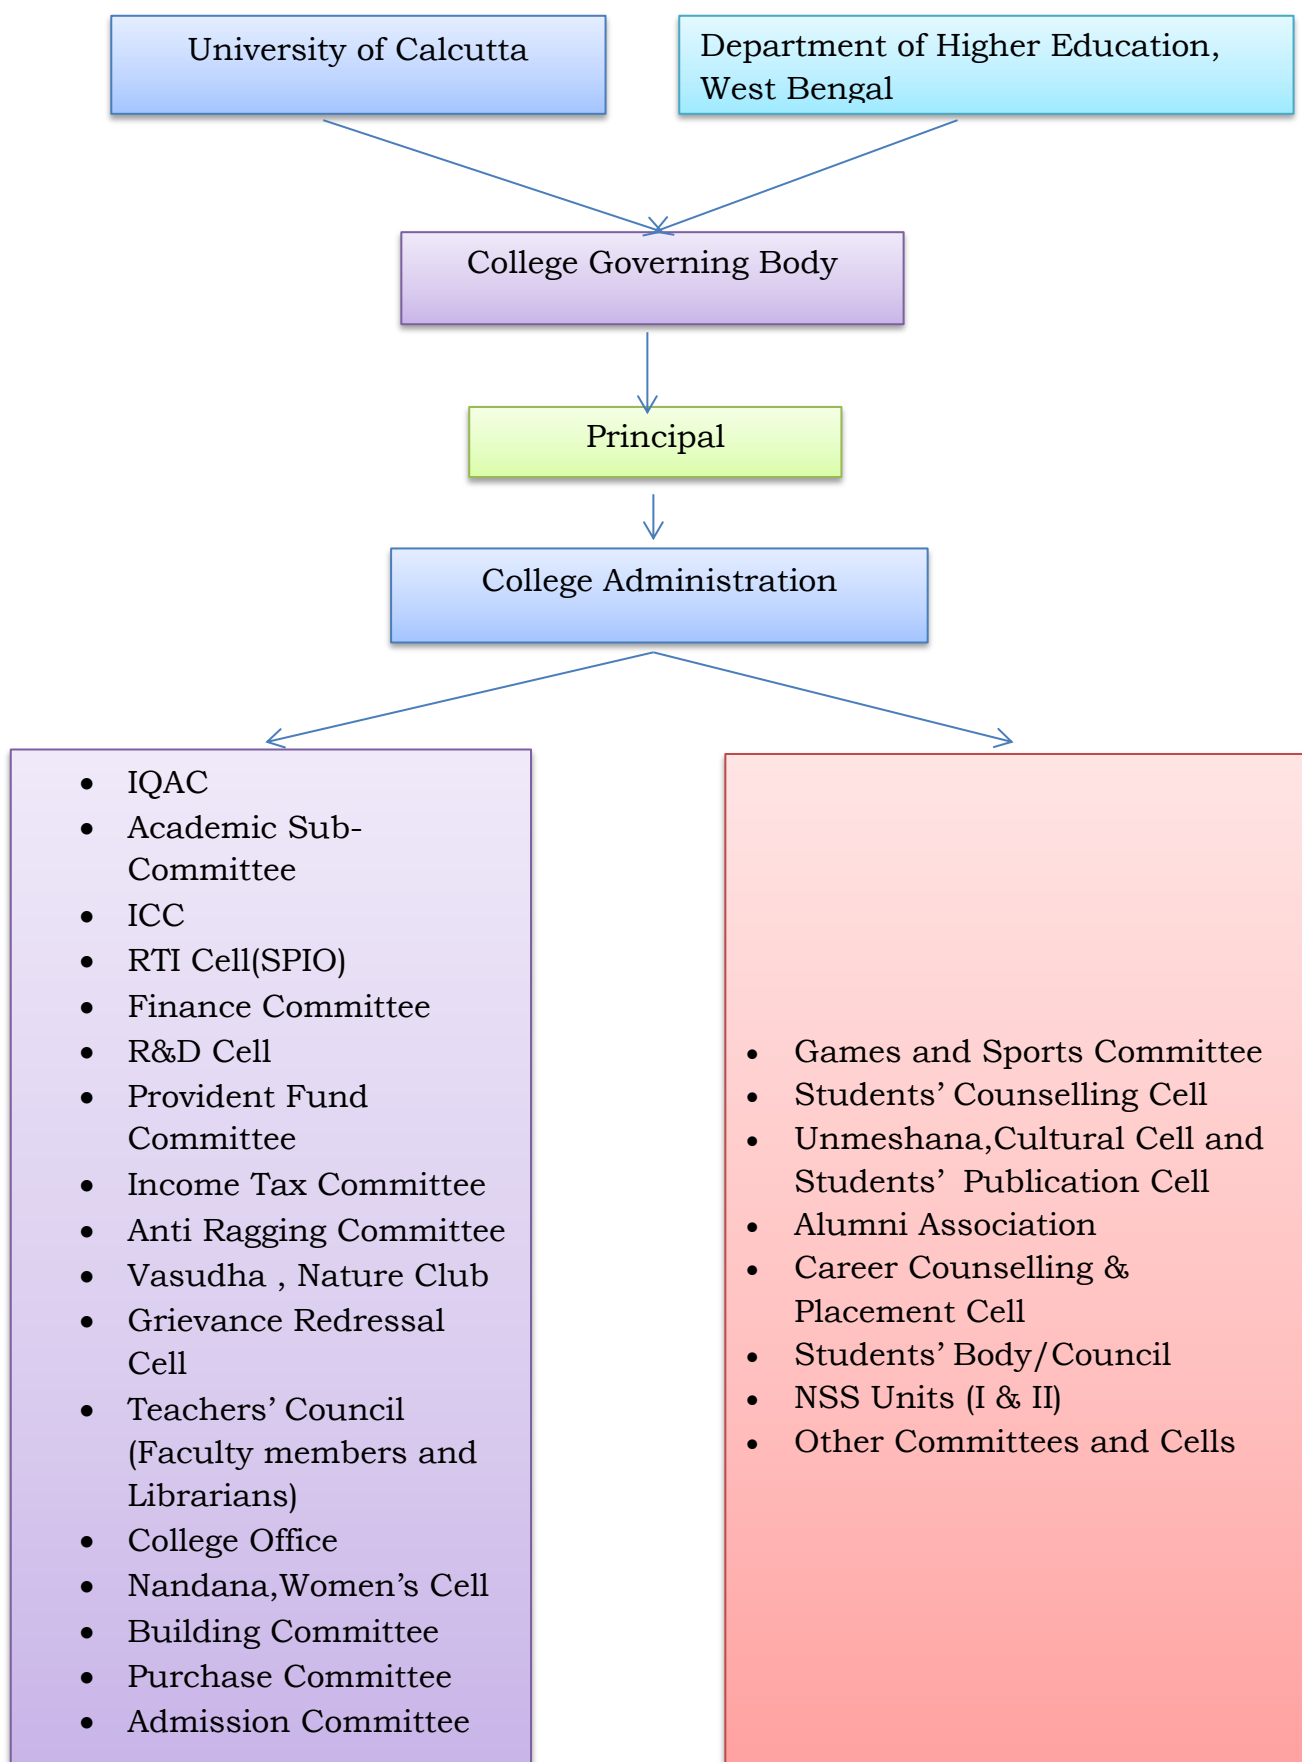 University of Calcutta
Department of Higher Education,
West Bengal
College Governing Body
Principal
College Administration
• IQAC
• Academic Sub-
Committee
• ICC
• RTI Cell(SPIO)
• Finance Committee
• R&D Cell
• Provident Fund
Committee
• Income Tax Committee
• Anti Ragging Committee
• Vasudha , Nature Club
• Grievance Redressal
Cell
• Teachers’ Council
(Faculty members and
Librarians)
• College Office
• Nandana,Women’s Cell
• Building Committee
• Purchase Committee
• Admission Committee
• Games and Sports Committee
• Students’ Counselling Cell
• Unmeshana,Cultural Cell and
Students’  Publication Cell
• Alumni Association
• Career Counselling &
Placement Cell
• Students’ Body/Council
• NSS Units (I & II)
• Other Committees and Cells